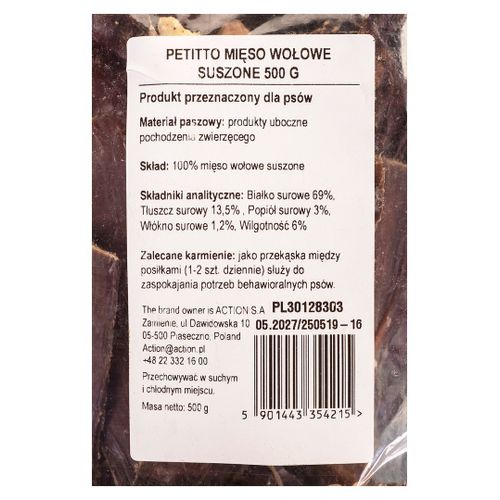 PETITTO MIĘSO WOŁOWE
SUSZONE 500 G
Produkt przeznaczony dla psów
Materiał paszowy: produkty uboczne
pochodzenia zwierzęcego
Skład: 100% mięso wołowe suszone
Składniki analityczne: Białko surowe 69%,
Tłuszcz surowy 13,5% , Popiół surowy 3%,
Włókno surowe 1,2%, Wilgotność 6%
Zalecane karmienie: jako przekąska między
posiłkami (1-2 szt. dziennie) służy do
zaspokajania potrzeb behawioralnych psów.
The brand owner is ACTION S.A.
Zamienie, ul Dawidowska 10
05-500 Piaseczno, Poland
Action@action.pl
+48 22 332 16 00
Przechowywać w suchym
i chłodnym miejscu.
Masa netto: 500 g
PL30128303
05.2027/250519-16
5 901443 354215>